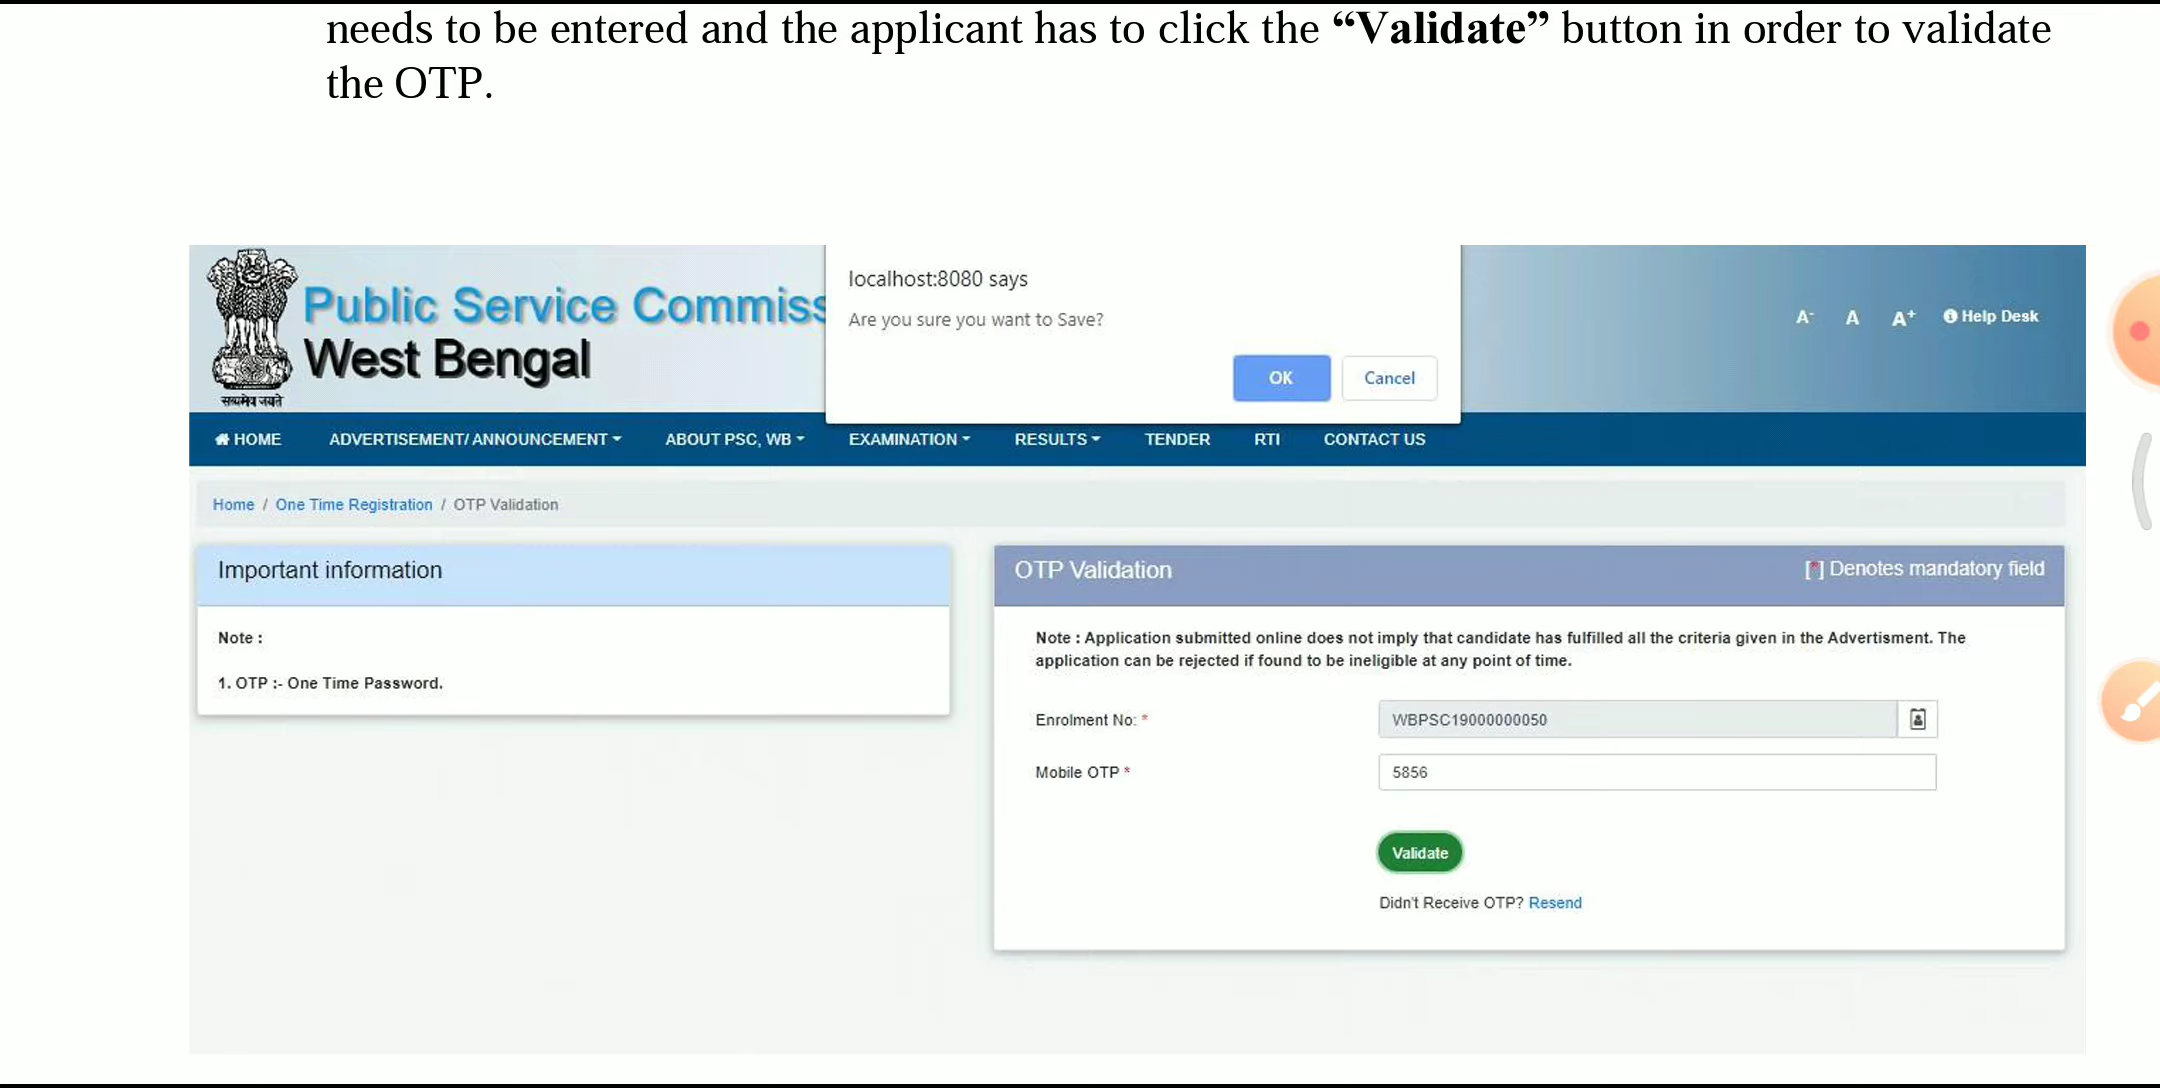 needs to be entered and the applicant has to click the “Validate” button in order to validate
the OTP.
सत्यमेव जयते
Public Service Commiss
West Bengal
localhost:8080 says
Are you sure you want to Save?
OK Cancel
A- A A+ Help Desk
HOME ADVERTISEMENT/ ANNOUNCEMENT ABOUT PSC, WB EXAMINATION RESULTS TENDER RTI CONTACT US
Home / One Time Registration / OTP Validation
Important information
Note :
1. OTP :- One Time Password.
OTP Validation [*] Denotes mandatory field
Note : Application submitted online does not imply that candidate has fulfilled all the criteria given in the Advertisment. The
application can be rejected if found to be ineligible at any point of time.
Enrolment No: * WBPSC19000000050
Mobile OTP * 5856
Validate
Didn't Receive OTP? Resend